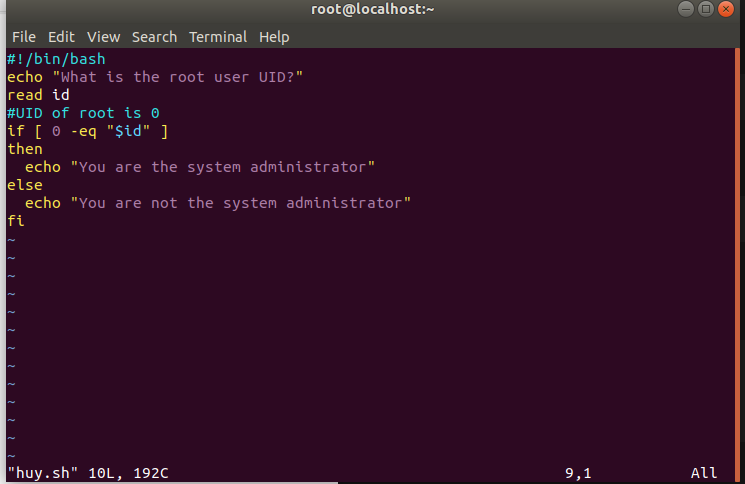 root@localhost:~
File Edit View Search Terminal Help
#!/bin/bash
echo "What is the root user UID?"
read id
#UID of root is 0
if [ 0 -eq "$id" ]
then
  echo "You are the system administrator"
else
  echo "You are not the system administrator"
fi
~
~
~
~
~
~
~
~
~
~
~
~
~
"huy.sh" 10L, 192C 9,1 All